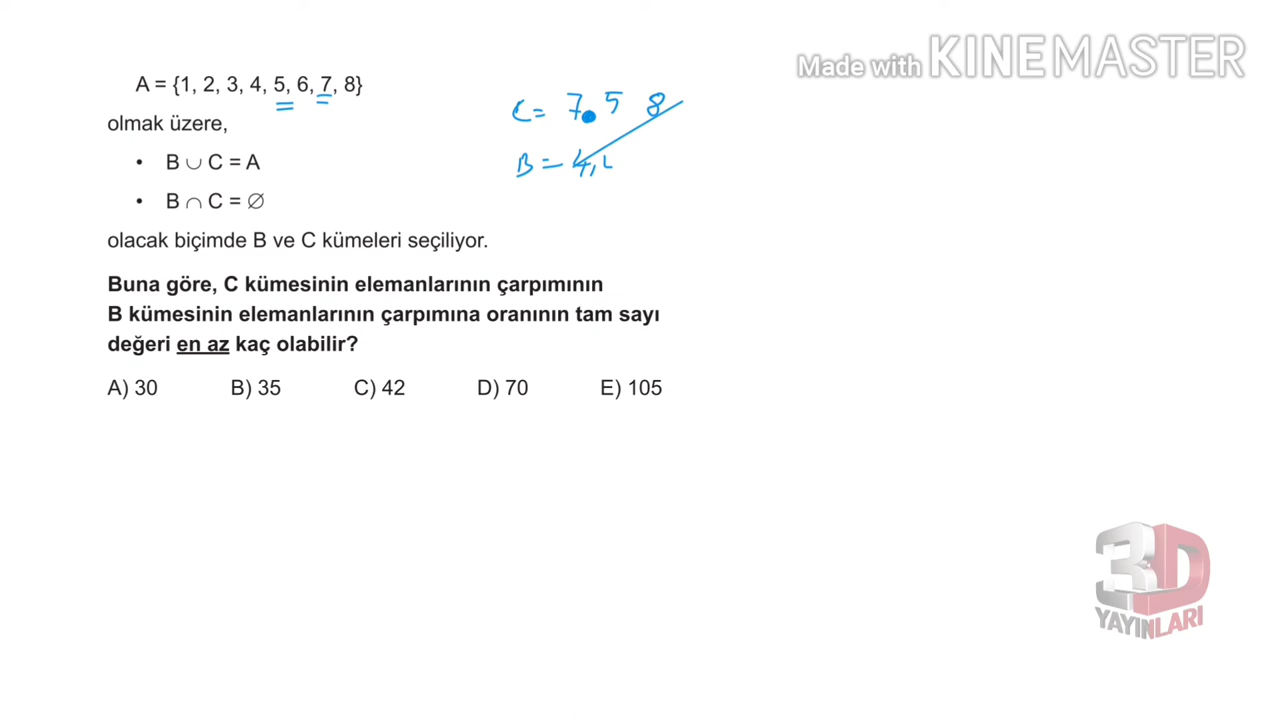 Made with KINEMASTER
A = {1, 2, 3, 4, 5, 6, 7, 8}
olmak üzere,
• B ∪ C = A
• B ∩ C = ∅
C = 7. 5 8
B = 4,
olacak biçimde B ve C kümeleri seçiliyor.
Buna göre, C kümesinin elemanlarının çarpımının
B kümesinin elemanlarının çarpımına oranının tam sayı
değeri en az kaç olabilir?
A) 30 B) 35 C) 42 D) 70 E) 105
3D
YAYINLARI